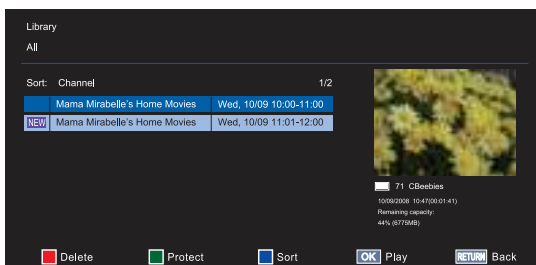 Library
All
Sort: Channel 1/2
Mama Mirabelle's Home Movies Wed, 10/09 10:00-11:00
NEW Mama Mirabelle's Home Movies Wed, 10/09 11:01-12:00
71 CBeebies
10/09/2008 10:47(00:01:41)
Remaining capacity:
44% (6775MB)
Delete Protect Sort OK Play RETURN Back